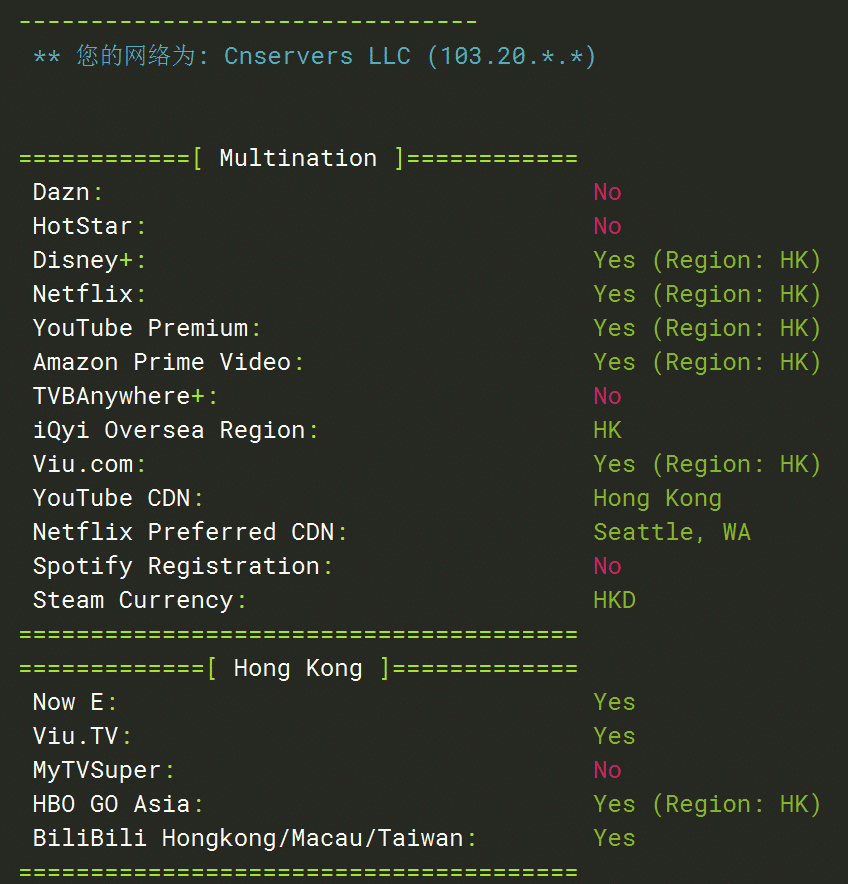 --------------------------------
** 您的网络为: Cnservers LLC (103.20.*.*)
============[ Multination ]============
Dazn: No
HotStar: No
Disney+: Yes (Region: HK)
Netflix: Yes (Region: HK)
YouTube Premium: Yes (Region: HK)
Amazon Prime Video: Yes (Region: HK)
TVBAnywhere+: No
iQyi Oversea Region: HK
Viu.com: Yes (Region: HK)
YouTube CDN: Hong Kong
Netflix Preferred CDN: Seattle, WA
Spotify Registration: No
Steam Currency: HKD
=======================================
=============[ Hong Kong ]=============
Now E: Yes
Viu.TV: Yes
MyTVSuper: No
HBO GO Asia: Yes (Region: HK)
BiliBili Hongkong/Macau/Taiwan: Yes
=======================================